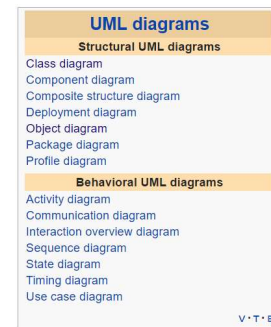 UML diagrams
Structural UML diagrams
Class diagram
Component diagram
Composite structure diagram
Deployment diagram
Object diagram
Package diagram
Profile diagram
Behavioral UML diagrams
Activity diagram
Communication diagram
Interaction overview diagram
Sequence diagram
State diagram
Timing diagram
Use case diagram
V · T · E